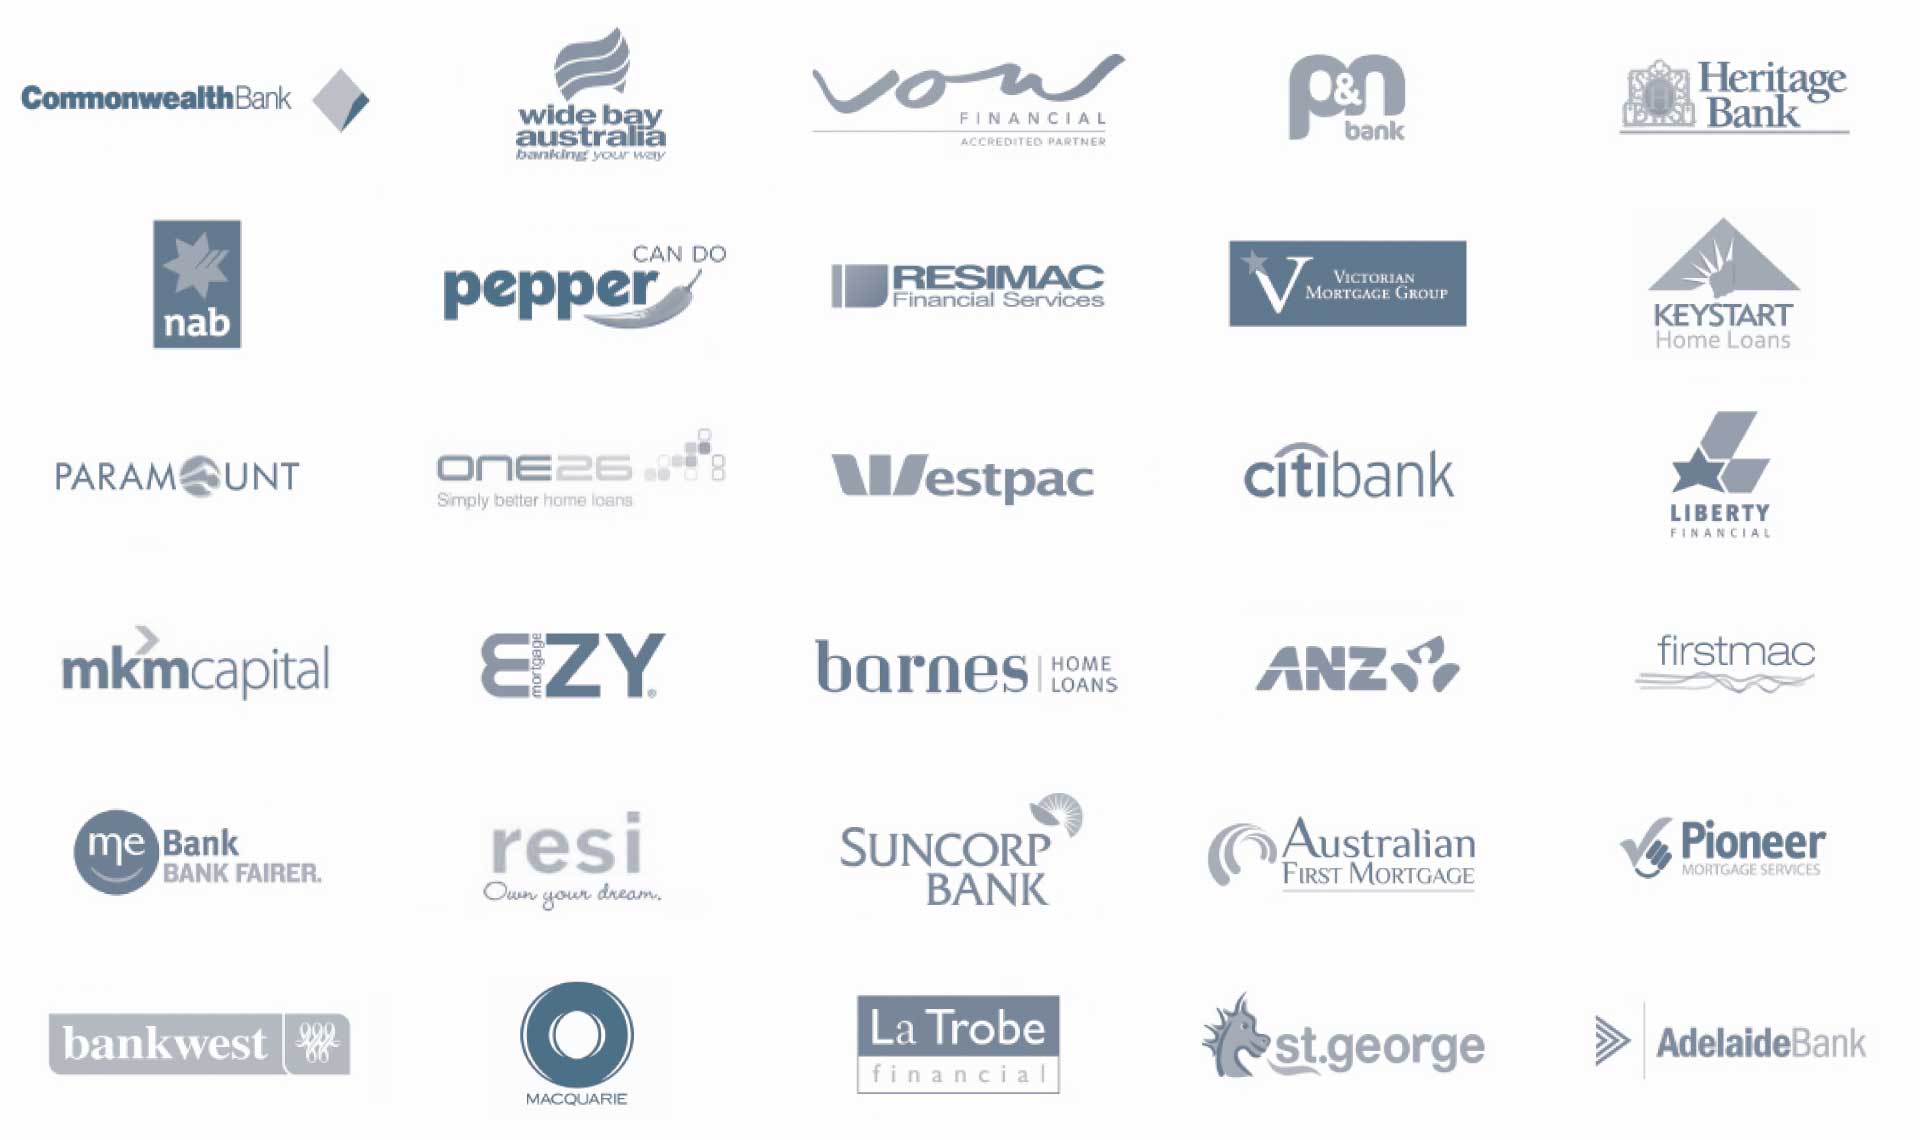 CommonwealthBank
wide bay
australia
banking your way
vow
FINANCIAL
ACCREDITED PARTNER
p&n
bank
H
Heritage
Bank
nab
CAN DO
pepper
RESIMAC
Financial Services
V
VICTORIAN
MORTGAGE GROUP
KEYSTART
Home Loans
PARAMOUNT
ONE26
Simply better home loans
Westpac
citibank
LIBERTY
FINANCIAL
mkmcapital
mortgage
EZY®
barnes
HOME
LOANS
ANZ
firstmac
me
Bank
BANK FAIRER.
resi
Own your dream.
SUNCORP
BANK
Australian
FIRST MORTGAGE
Pioneer
MORTGAGE SERVICES
bankwest
MACQUARIE
La Trobe
financial
st.george
AdelaideBank